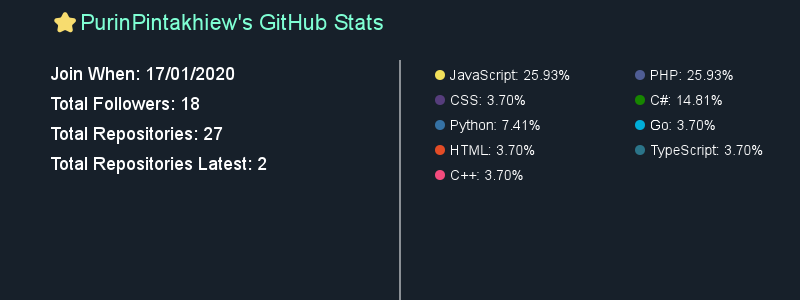 PurinPintakhiew's GitHub Stats
Join When: 17/01/2020
Total Followers: 18
Total Repositories: 27
Total Repositories Latest: 2
JavaScript: 25.93%
PHP: 25.93%
CSS: 3.70%
C#: 14.81%
Python: 7.41%
Go: 3.70%
HTML: 3.70%
TypeScript: 3.70%
C++: 3.70%